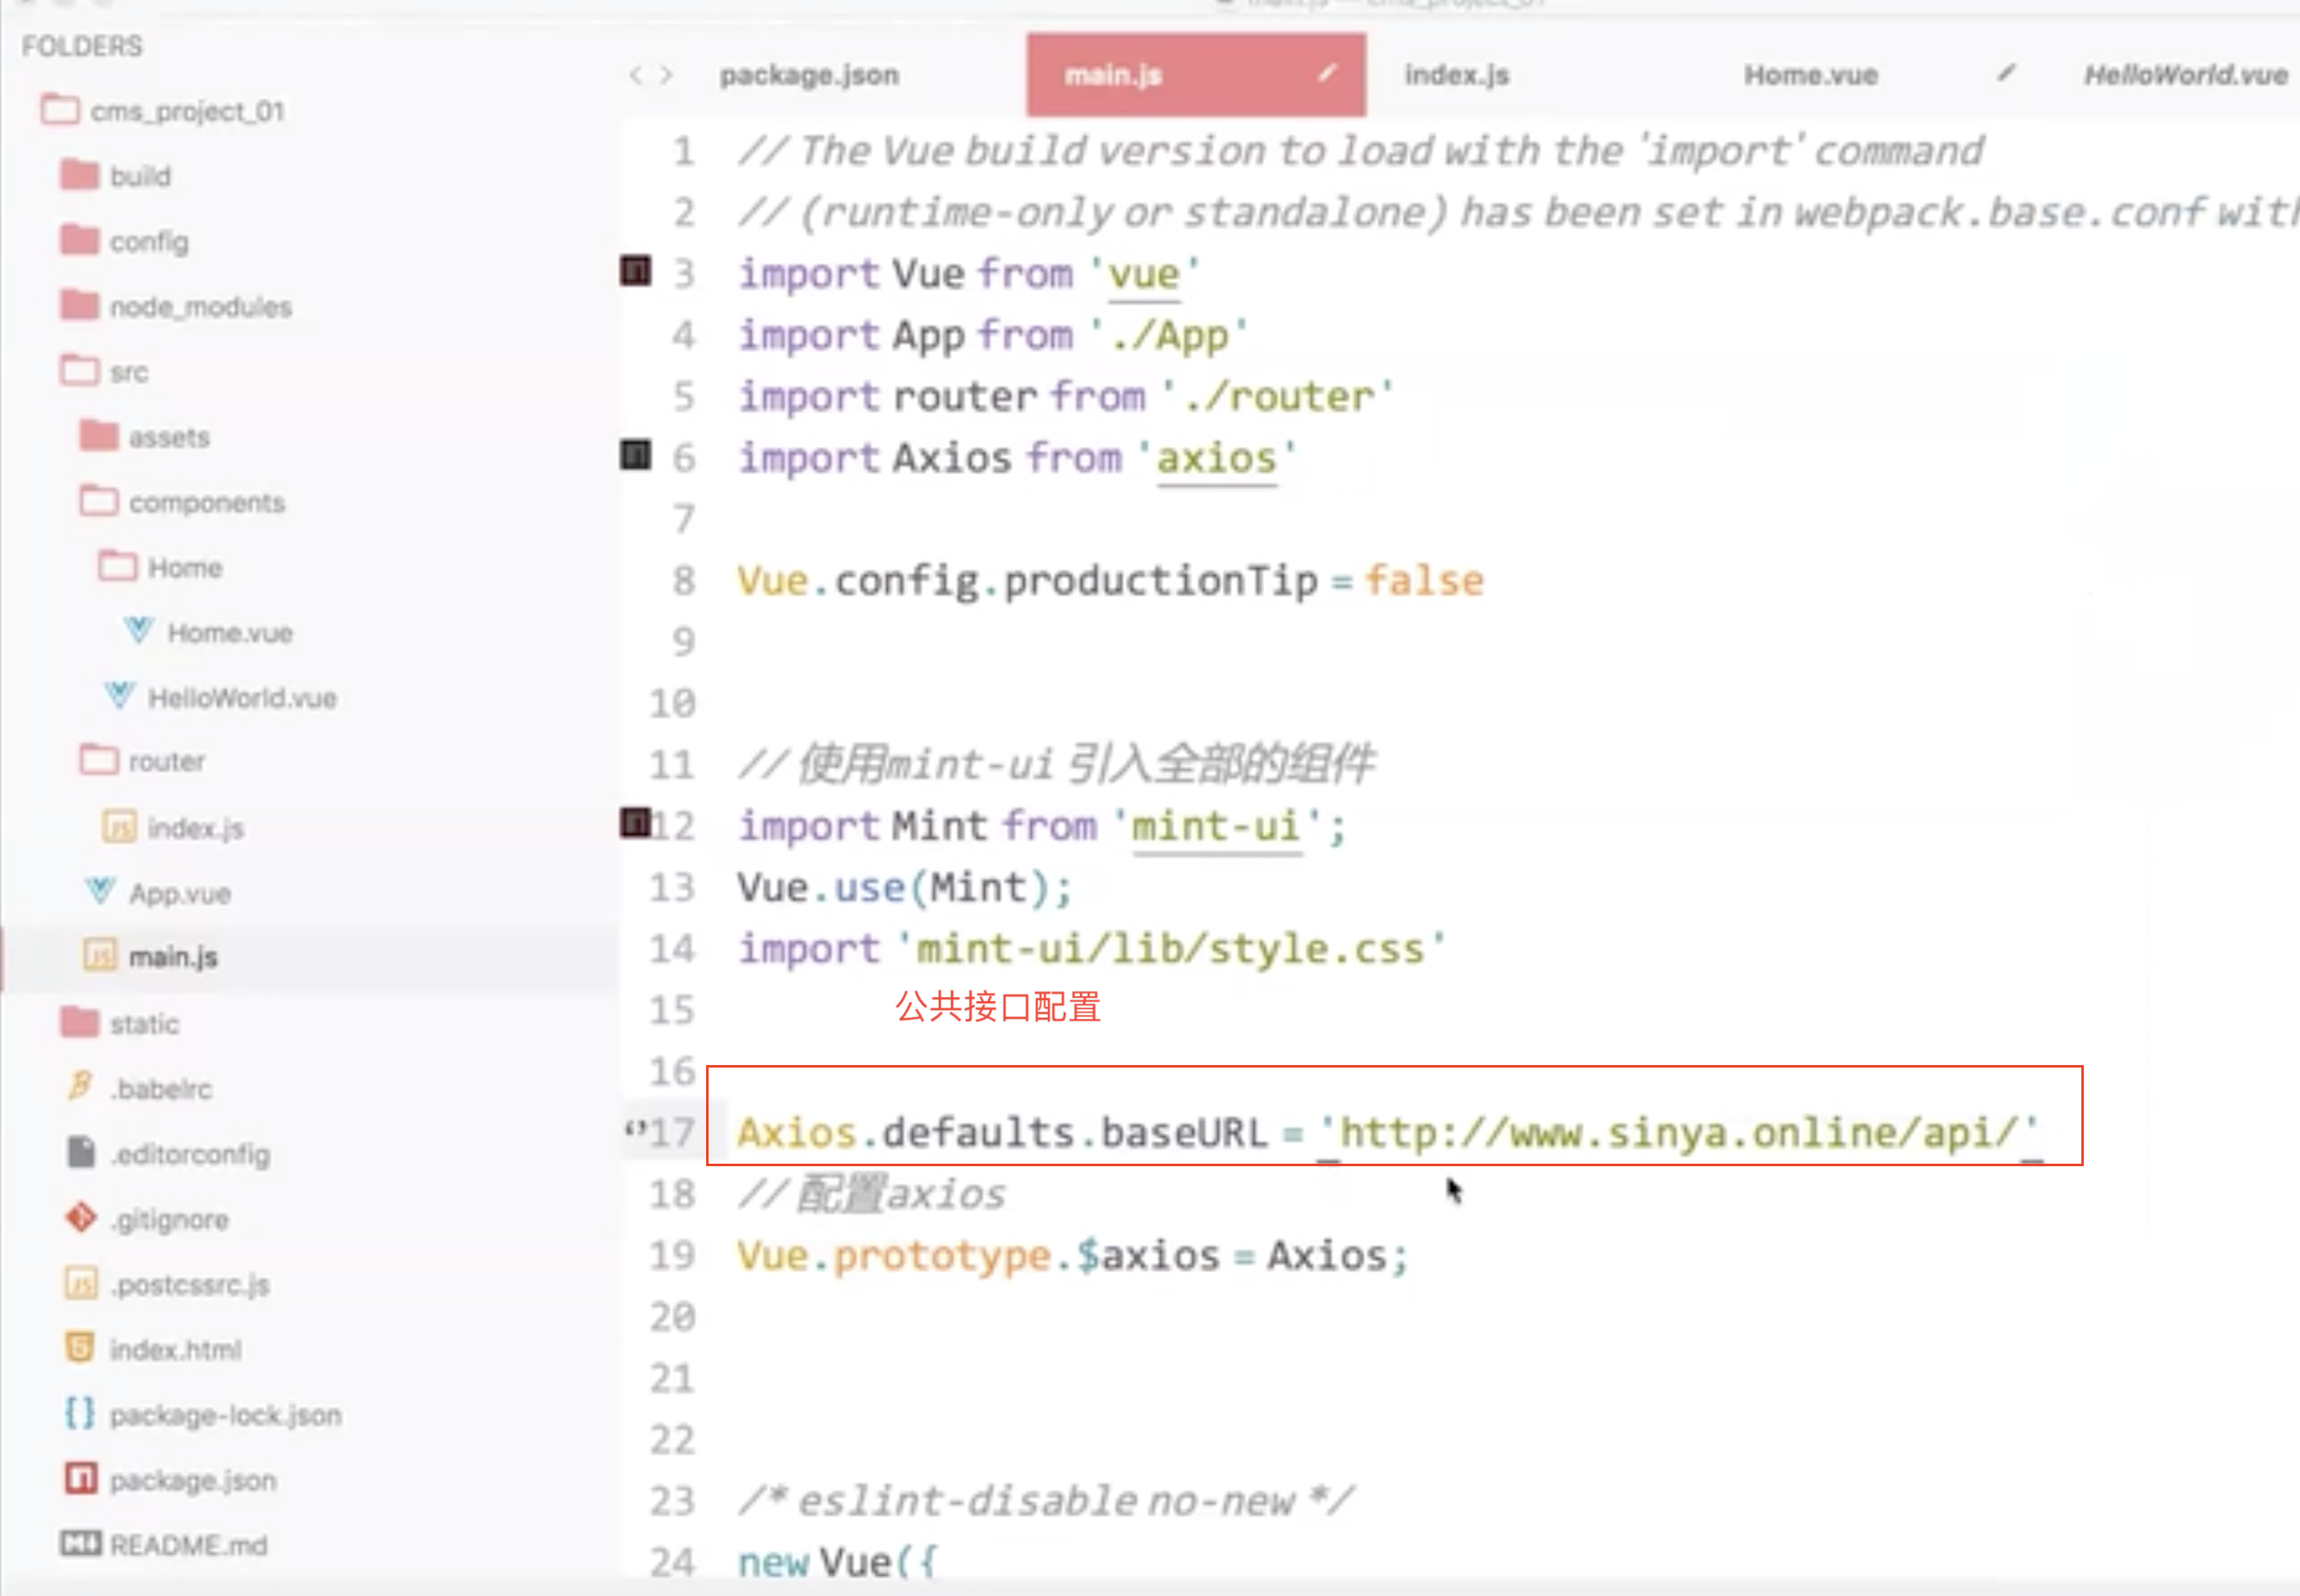 main.js — cms_project_01
FOLDERS
cms_project_01
build
config
node_modules
src
assets
components
Home
Home.vue
HelloWorld.vue
router
index.js
App.vue
main.js
static
.babelrc
.editorconfig
.gitignore
.postcssrc.js
index.html
package-lock.json
package.json
README.md
package.json main.js index.js Home.vue HelloWorld.vue
1 // The Vue build version to load with the 'import' command
2 // (runtime-only or standalone) has been set in webpack.base.conf with
3 import Vue from 'vue'
4 import App from './App'
5 import router from './router'
6 import Axios from 'axios'
7
8 Vue.config.productionTip = false
9
10
11 // 使用mint-ui 引入全部的组件
12 import Mint from 'mint-ui';
13 Vue.use(Mint);
14 import 'mint-ui/lib/style.css'
公共接口配置
15
16
17 Axios.defaults.baseURL = 'http://www.sinya.online/api/'
18 // 配置axios
19 Vue.prototype.$axios = Axios;
20
21
22
23 /* eslint-disable no-new */
24 new Vue({